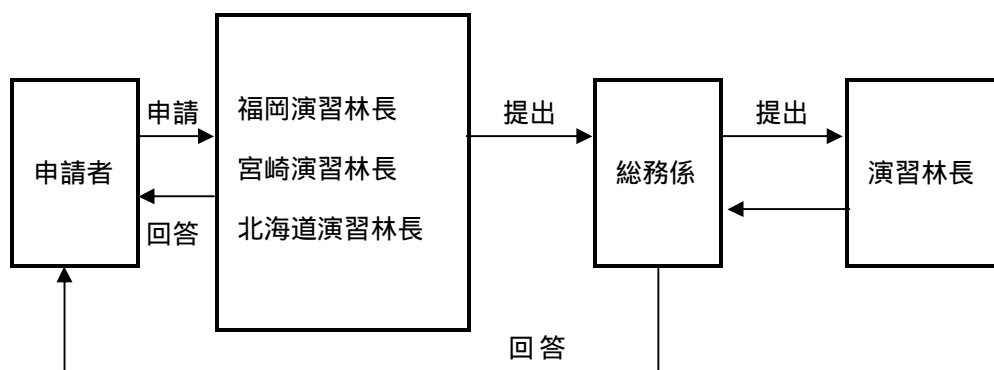 申請
提出
提出
福岡演習林長
申請者
宮崎演習林長
総務係
演習林長
回答
北海道演習林長
回答